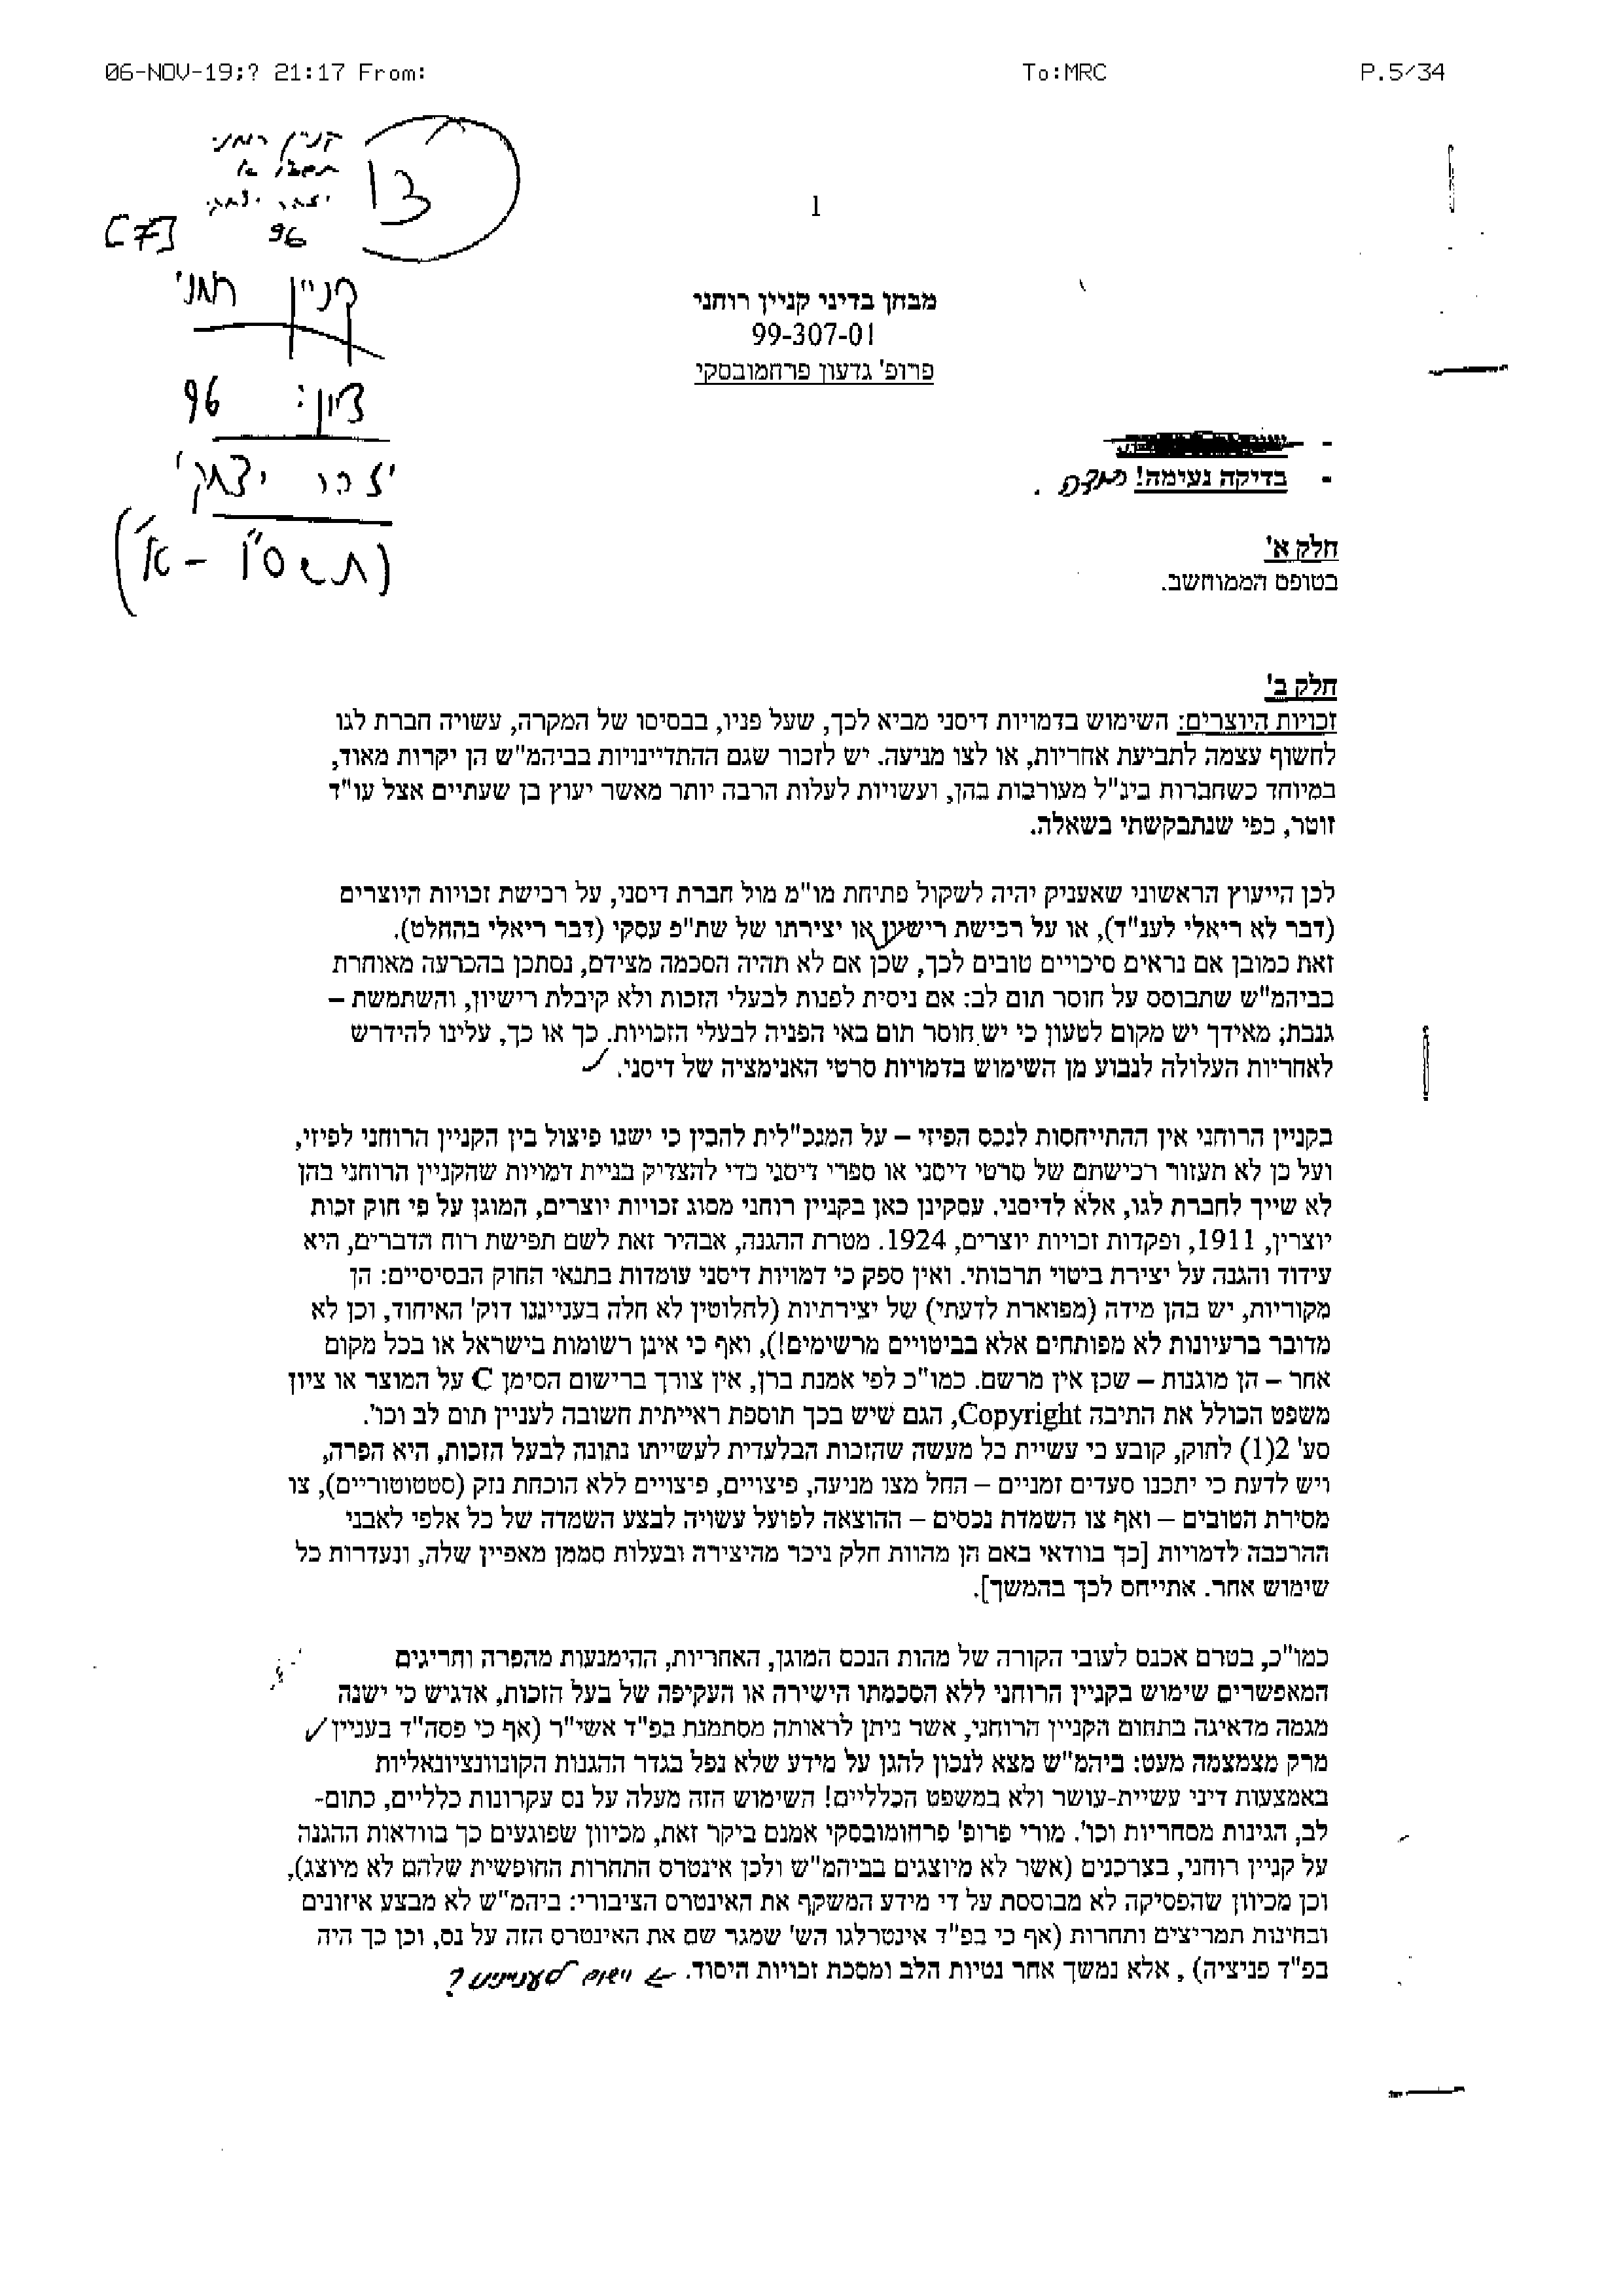 06-NOV-19;? 21:17 From: To:MRC P.5/34
קניין רוחני
96
[7]
קניין רוחני
ציון: 96
יצהר יצחקי
(תשס"ו - א')
1
מבחן בדיני קניין רוחני
99-307-01
פרופ' גדעון פרחמובסקי
- בדיקה נעימה! תודה.
חלק א'
בטופס הממוחשב.
חלק ב'
זכויות היוצרים: השימוש בדמויות דיסני מביא לכך, שעל פניו, בבסיסו של המקרה, עשויה חברת לגו
לחשוף עצמה לתביעת אחריות, או לצו מניעה. יש לזכור שגם ההתדיינויות בביהמ"ש הן יקרות מאוד,
במיוחד כשחברות בינ"ל מעורבות בהן, ועשויות לעלות הרבה יותר מאשר יעוץ בן שעתיים אצל עו"ד
זוטר, כפי שנתבקשתי בשאלה.
לכן הייעוץ הראשוני שאעניק יהיה לשקול פתיחת מו"מ מול חברת דיסני, על רכישת זכויות היוצרים
(דבר לא ריאלי לענ"ד), או על רכישת רישיון או יצירתו של שת"פ עסקי (דבר ריאלי בהחלט).
זאת כמובן אם נראים סיכויים טובים לכך, שכן אם לא תהיה הסכמה מצידם, נסתכן בהכרעה מאוחרת
בביהמ"ש שתבוסס על חוסר תום לב: אם ניסית לפנות לבעלי הזכות ולא קיבלת רישיון, והשתמשת –
גנבת; מאידך יש מקום לטעון כי יש חוסר תום באי הפניה לבעלי הזכויות. כך או כך, עלינו להידרש
לאחריות העלולה לנבוע מן השימוש בדמויות סרטי האנימציה של דיסני.
בקניין הרוחני אין ההתייחסות לנכס הפיזי – על המנכ"לית להבין כי ישנו פיצול בין הקניין הרוחני לפיזי,
ועל כן לא תעזור רכישתם של סרטי דיסני או ספרי דיסני כדי להצדיק בניית דמויות שהקניין הרוחני בהן
לא שייך לחברת לגו, אלא לדיסני. עסקינן כאן בקניין רוחני מסוג זכויות יוצרים, המוגן על פי חוק זכות
יוצרין, 1911, ופקדות זכויות יוצרים, 1924. מטרת ההגנה, אבהיר זאת לשם תפישת רוח הדברים, היא
עידוד והגנה על יצירת ביטוי תרבותי. ואין ספק כי דמויות דיסני עומדות בתנאי החוק הבסיסיים: הן
מקוריות, יש בהן מידה (מפוארת לדעתי) של יצירתיות (לחלוטין לא חלה בענייננו דוק' האיחוד, וכן לא
מדובר ברעיונות לא מפותחים אלא בביטויים מרשימים!), ואף כי אינן רשומות בישראל או בכל מקום
אחר – הן מוגנות – שכן אין מרשם. כמו"כ לפי אמנת ברן, אין צורך ברישום הסימן C על המוצר או ציון
משפט הכולל את התיבה Copyright, הגם שיש בכך תוספת ראייתית חשובה לעניין תום לב וכו'.
סע' 2(1) לחוק, קובע כי עשיית כל מעשה שהזכות הבלעדית לעשייתו נתונה לבעל הזכות, היא הפרה,
ויש לדעת כי יתכנו סעדים זמניים – החל מצו מניעה, פיצויים, פיצויים ללא הוכחת נזק (סטטוטוריים), צו
מסירת הטובים – ואף צו השמדת נכסים – ההוצאה לפועל עשויה לבצע השמדה של כל אלפי לאבני
ההרכבה לדמויות [כך בוודאי באם הן מהוות חלק ניכר מהיצירה ובעלות סממן מאפיין שלה, ונעדרות כל
שימוש אחר. אתייחס לכך בהמשך].
כמו"כ, בטרם אכנס לעובי הקורה של מהות הנכס המוגן, האחריות, ההימנעות מהפרה וחריגים
המאפשרים שימוש בקניין הרוחני ללא הסכמתו הישירה או העקיפה של בעל הזכות, אדגיש כי ישנה
מגמה מדאיגה בתחום הקניין הרוחני, אשר ניתן לראותה מסתמנת בפ"ד אשי"ר (אף כי פסה"ד בעניין
מרק מצמצמה מעט: ביהמ"ש מצא לנכון להגן על מידע שלא נפל בגדר ההגנות הקונוונציונאליות
באמצעות דיני עשיית-עושר ולא במשפט הכלליים! השימוש הזה מעלה על נס עקרונות כלליים, כתום-
לב, הגינות מסחריות וכו'. מורי פרופ' פרחומובסקי אמנם ביקר זאת, מכיוון שפוגעים כך בוודאות ההגנה
על קניין רוחני, בצרכנים (אשר לא מיוצגים בביהמ"ש ולכן אינטרס התחרות החופשית שלהם לא מיוצג),
וכן מכיוון שהפסיקה לא מבוססת על די מידע המשקף את האינטרס הציבורי: ביהמ"ש לא מבצע איזונים
ובחינות תמריצים ותחרות (אף כי בפ"ד אינטרלגו הש' שמגר שם את האינטרס הזה על נס, וכן כך היה
בפ"ד פניציה) , אלא נמשך אחר נטיות הלב ומסכת זכויות היסוד. ← יישום לענייננו?